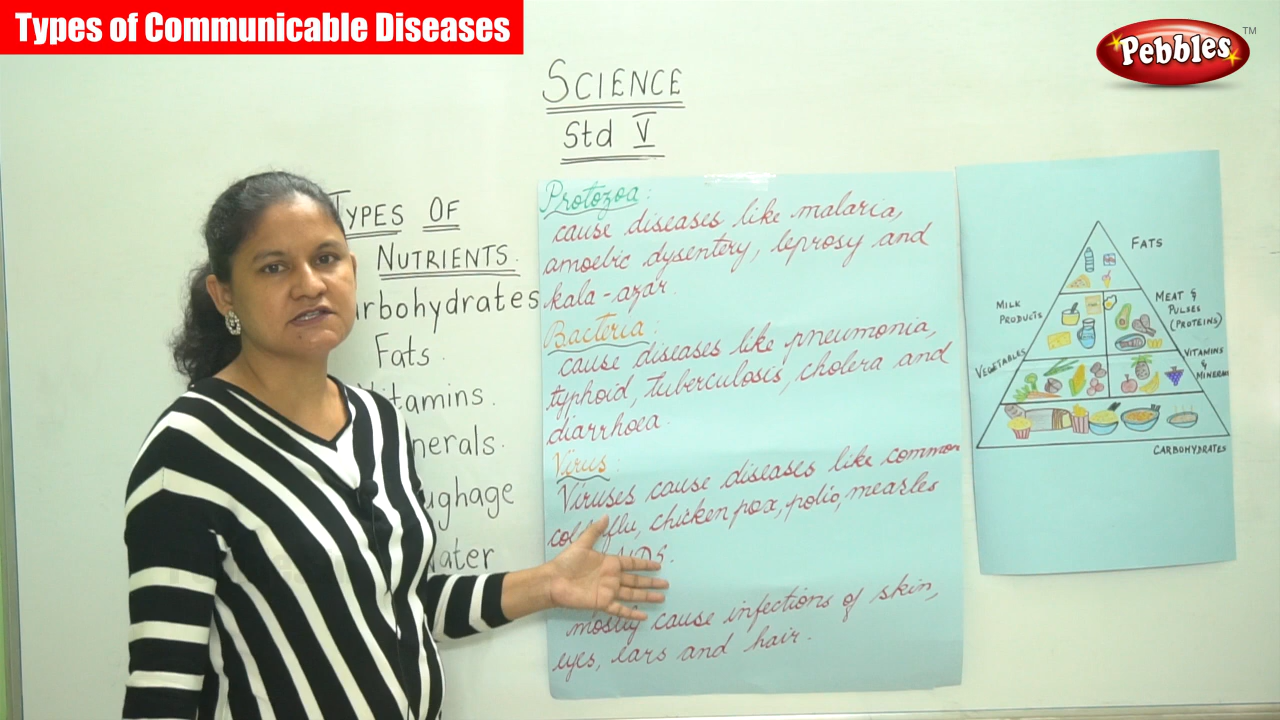 Types of Communicable Diseases
Pebbles
TM
SCIENCE
Std V
TYPES OF
NUTRIENTS.
arbohydrates
Fats.
itamins.
nerals.
ughage
ater
Protozoa:
cause diseases like malaria,
amoebic dysentery, leprosy and
kala-azar.
Bacteria:
cause diseases like pneumonia,
typhoid, tuberculosis, cholera and
diarrhoea.
Virus:
Viruses cause diseases like common
flu, chicken pox, polio, measles
mostly cause infections of skin,
eyes, ears and hair.
FATS
MILK
PRODUCTS
MEAT &
PULSES
(PROTEINS)
VEGETABLES
VITAMINS
&
MINERALS
CARBOHYDRATES